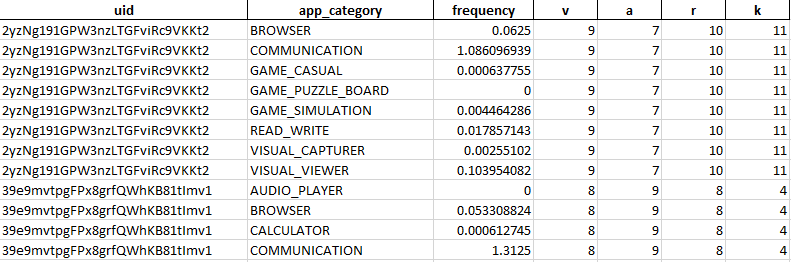 uid app_category frequency v a r k
2yzNg191GPW3nzLTGFviRc9VKKt2 BROWSER 0.0625 9 7 10 11
2yzNg191GPW3nzLTGFviRc9VKKt2 COMMUNICATION 1.086096939 9 7 10 11
2yzNg191GPW3nzLTGFviRc9VKKt2 GAME_CASUAL 0.000637755 9 7 10 11
2yzNg191GPW3nzLTGFviRc9VKKt2 GAME_PUZZLE_BOARD 0 9 7 10 11
2yzNg191GPW3nzLTGFviRc9VKKt2 GAME_SIMULATION 0.004464286 9 7 10 11
2yzNg191GPW3nzLTGFviRc9VKKt2 READ_WRITE 0.017857143 9 7 10 11
2yzNg191GPW3nzLTGFviRc9VKKt2 VISUAL_CAPTURER 0.00255102 9 7 10 11
2yzNg191GPW3nzLTGFviRc9VKKt2 VISUAL_VIEWER 0.103954082 9 7 10 11
39e9mvtpgFPx8grfQWhKB81tImv1 AUDIO_PLAYER 0 8 9 8 4
39e9mvtpgFPx8grfQWhKB81tImv1 BROWSER 0.053308824 8 9 8 4
39e9mvtpgFPx8grfQWhKB81tImv1 CALCULATOR 0.000612745 8 9 8 4
39e9mvtpgFPx8grfQWhKB81tImv1 COMMUNICATION 1.3125 8 9 8 4